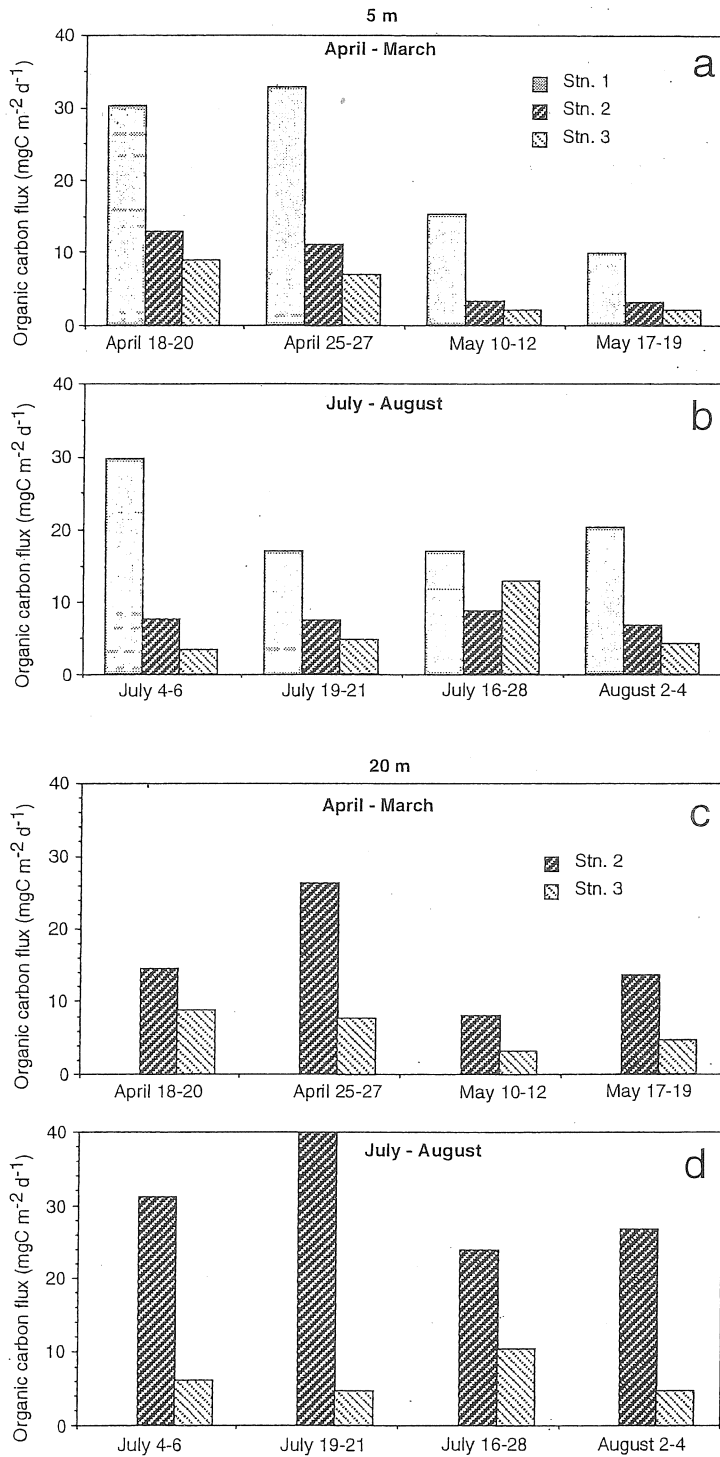 5 m
April - March
a
Stn. 1
Stn. 2
Stn. 3
Organic carbon flux (mgC m-2 d-1)
40
30
20
10
0
April 18-20 April 25-27 May 10-12 May 17-19
July - August
b
Organic carbon flux (mgC m-2 d-1)
40
30
20
10
0
July 4-6 July 19-21 July 16-28 August 2-4
20 m
April - March
c
Stn. 2
Stn. 3
Organic carbon flux (mgC m-2 d-1)
40
30
20
10
0
April 18-20 April 25-27 May 10-12 May 17-19
July - August
d
Organic carbon flux (mgC m-2 d-1)
40
30
20
10
0
July 4-6 July 19-21 July 16-28 August 2-4